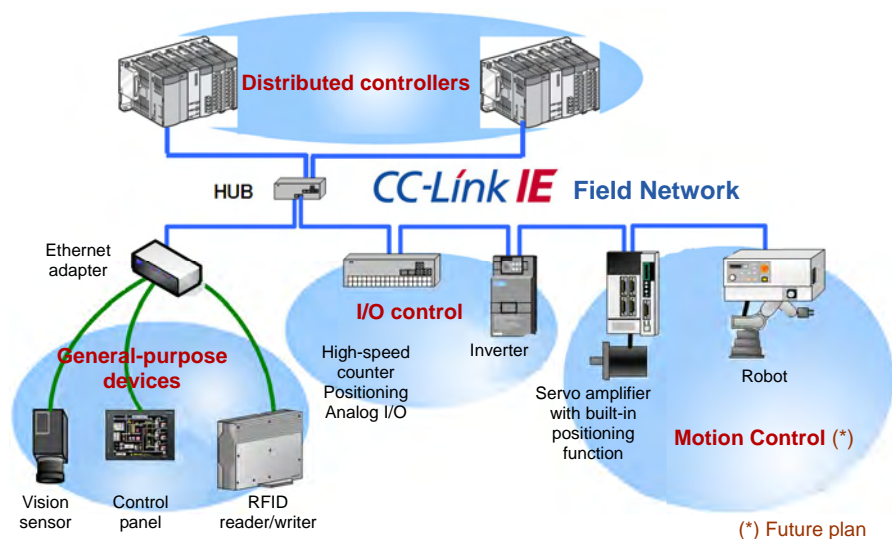 Distributed controllers
HUB
CC-Link IE Field Network
Ethernet
adapter
I/O control
High-speed
counter
Positioning
Analog I/O
Inverter
Servo amplifier
with built-in
positioning
function
Robot
Motion Control (*)
General-purpose
devices
Vision
sensor
Control
panel
RFID
reader/writer
(*) Future plan